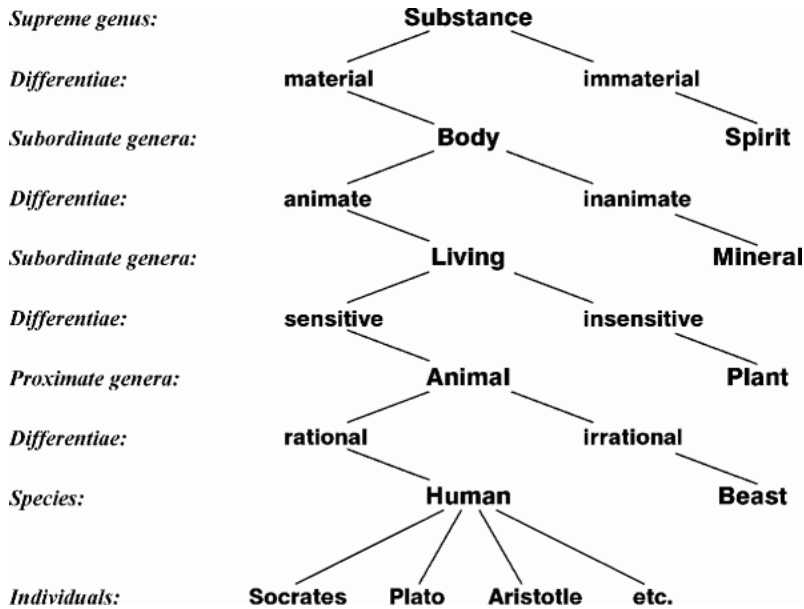 Supreme genus: Substance
Differentiae: material immaterial
Subordinate genera: Body Spirit
Differentiae: animate inanimate
Subordinate genera: Living Mineral
Differentiae: sensitive insensitive
Proximate genera: Animal Plant
Differentiae: rational irrational
Species: Human Beast
Individuals: Socrates Plato Aristotle etc.